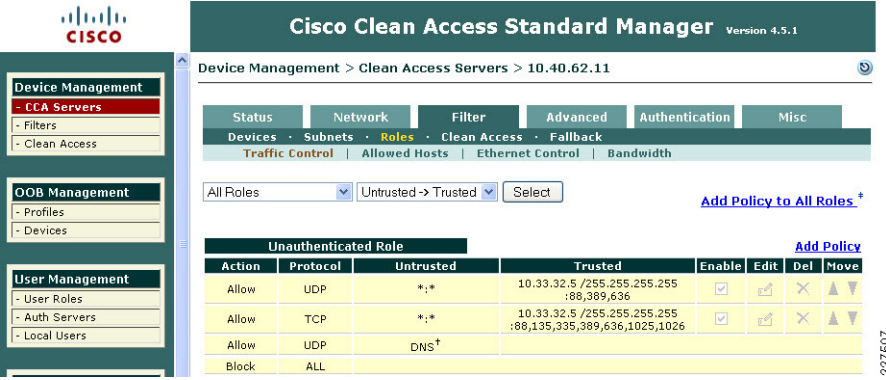 CISCO
Cisco Clean Access Standard Manager Version 4.5.1
Device Management > Clean Access Servers > 10.40.62.11
Device Management
- CCA Servers
- Filters
- Clean Access
OOB Management
- Profiles
- Devices
User Management
- User Roles
- Auth Servers
- Local Users
Status Network Filter Advanced Authentication Misc
Devices · Subnets · Roles · Clean Access · Fallback
Traffic Control | Allowed Hosts | Ethernet Control | Bandwidth
All Roles Untrusted -> Trusted Select
Add Policy to All Roles ‡
Unauthenticated Role Add Policy
Action Protocol Untrusted Trusted Enable Edit Del Move
Allow UDP *:* 10.33.32.5 /255.255.255.255
:88,389,636
Allow TCP *:* 10.33.32.5 /255.255.255.255
:88,135,335,389,636,1025,1026
Allow UDP DNS†
Block ALL